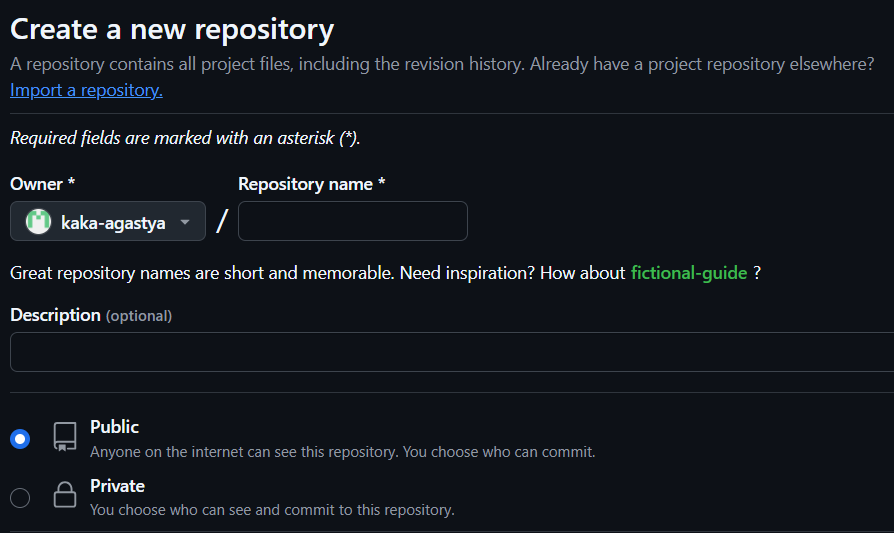 Create a new repository
A repository contains all project files, including the revision history. Already have a project repository elsewhere?
Import a repository.
Required fields are marked with an asterisk (*).
Owner *
Repository name *
kaka-agastya
/
Great repository names are short and memorable. Need inspiration? How about fictional-guide ?
Description (optional)
Public
Anyone on the internet can see this repository. You choose who can commit.
Private
You choose who can see and commit to this repository.